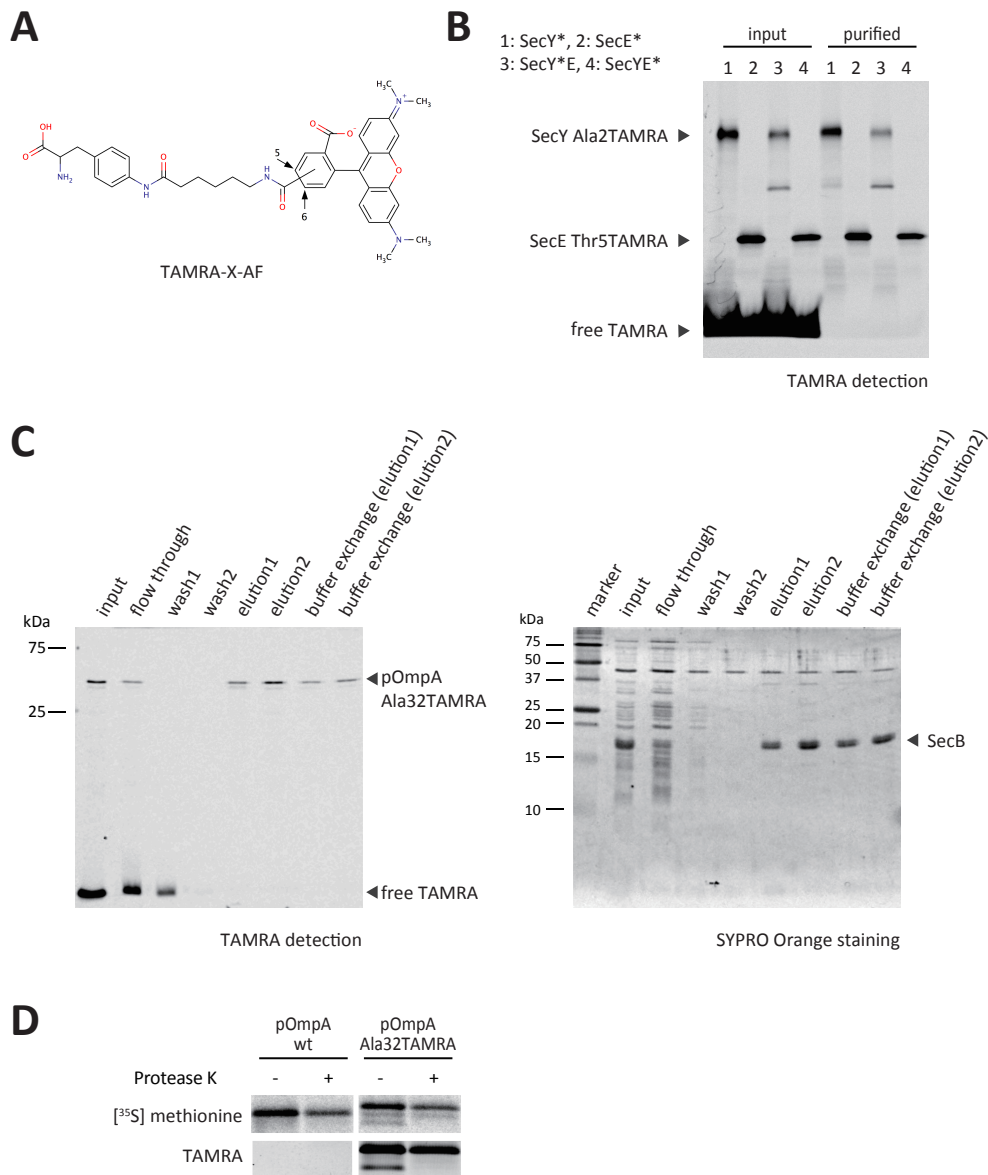 A
OH
O
NH₂
N
H
O
H
N
O
5
6
O
O⁻
CH₃
H₃C
N⁺
CH₃
O
N
CH₃
H₃C
TAMRA-X-AF
B
1: SecY*, 2: SecE*
3: SecY*E, 4: SecYE*
input purified
1 2 3 4 1 2 3 4
SecY Ala2TAMRA
SecE Thr5TAMRA
free TAMRA
TAMRA detection
C
kDa
input
flow through
wash1
wash2
elution1
elution2
buffer exchange (elution1)
buffer exchange (elution2)
75
25
pOmpA
Ala32TAMRA
free TAMRA
TAMRA detection
kDa
marker
input
flow through
wash1
wash2
elution1
elution2
buffer exchange (elution1)
buffer exchange (elution2)
75
50
37
25
20
15
10
SecB
SYPRO Orange staining
D
pOmpA
wt
pOmpA
Ala32TAMRA
Protease K - + - +
[³⁵S] methionine
TAMRA